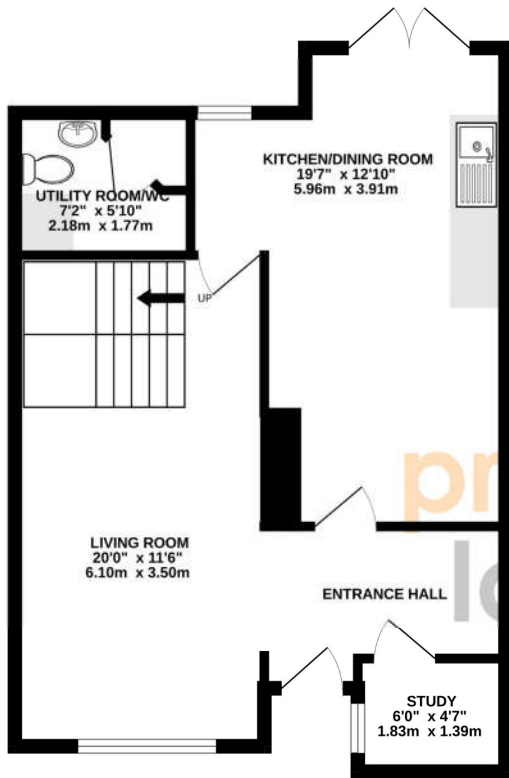 KITCHEN/DINING ROOM
19'7" x 12'10"
5.96m x 3.91m
UTILITY ROOM/WC
7'2" x 5'10"
2.18m x 1.77m
UP
LIVING ROOM
20'0" x 11'6"
6.10m x 3.50m
ENTRANCE HALL
STUDY
6'0" x 4'7"
1.83m x 1.39m